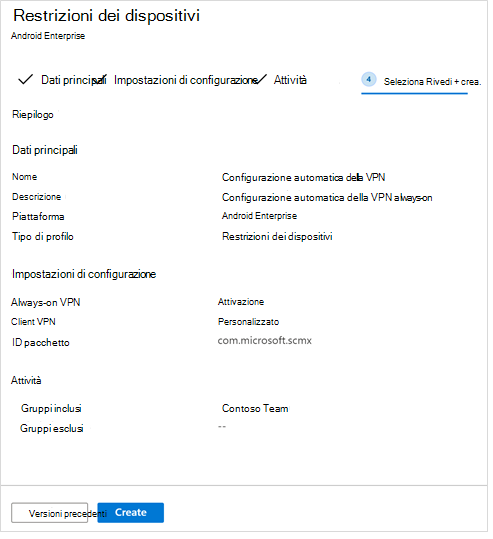 Restrizioni dei dispositivi
Android Enterprise
Dati principali Impostazioni di configurazione Attività 4 Seleziona Rivedi + crea.
Riepilogo
Dati principali
Nome Configurazione automatica della VPN
Descrizione Configurazione automatica della VPN always-on
Piattaforma Android Enterprise
Tipo di profilo Restrizioni dei dispositivi
Impostazioni di configurazione
Always-on VPN Attivazione
Client VPN Personalizzato
ID pacchetto com.microsoft.scmx
Attività
Gruppi inclusi Contoso Team
Gruppi esclusi --
Versioni precedenti Create